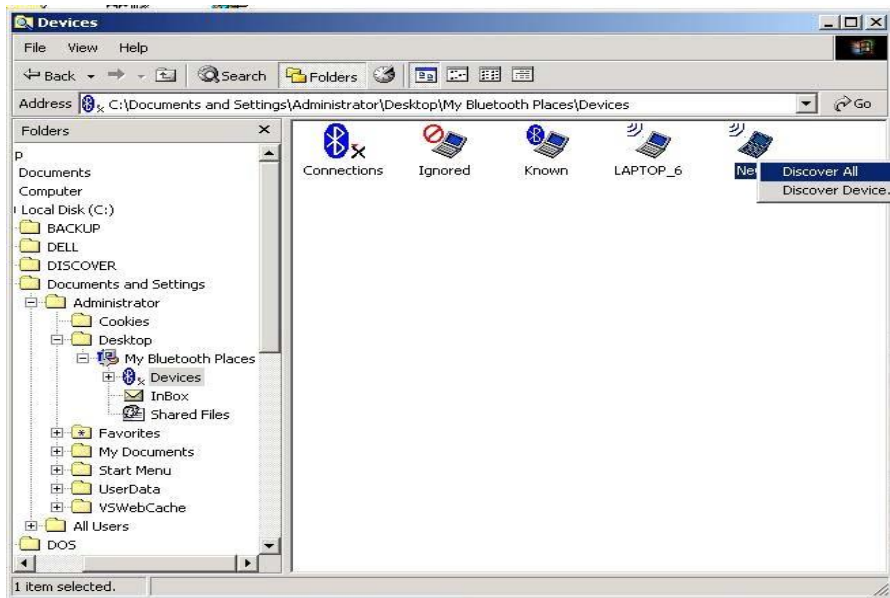 Devices
File View Help
Back Search Folders
Address C:\Documents and Settings\Administrator\Desktop\My Bluetooth Places\Devices Go
Folders
p
Documents
Computer
Local Disk (C:)
BACKUP
DELL
DISCOVER
Documents and Settings
Administrator
Cookies
Desktop
My Bluetooth Places
Devices
InBox
Shared Files
Favorites
My Documents
Start Menu
UserData
VSWebCache
All Users
DOS
Connections Ignored Known LAPTOP_6 Ne
Discover All
Discover Device.
1 item selected.